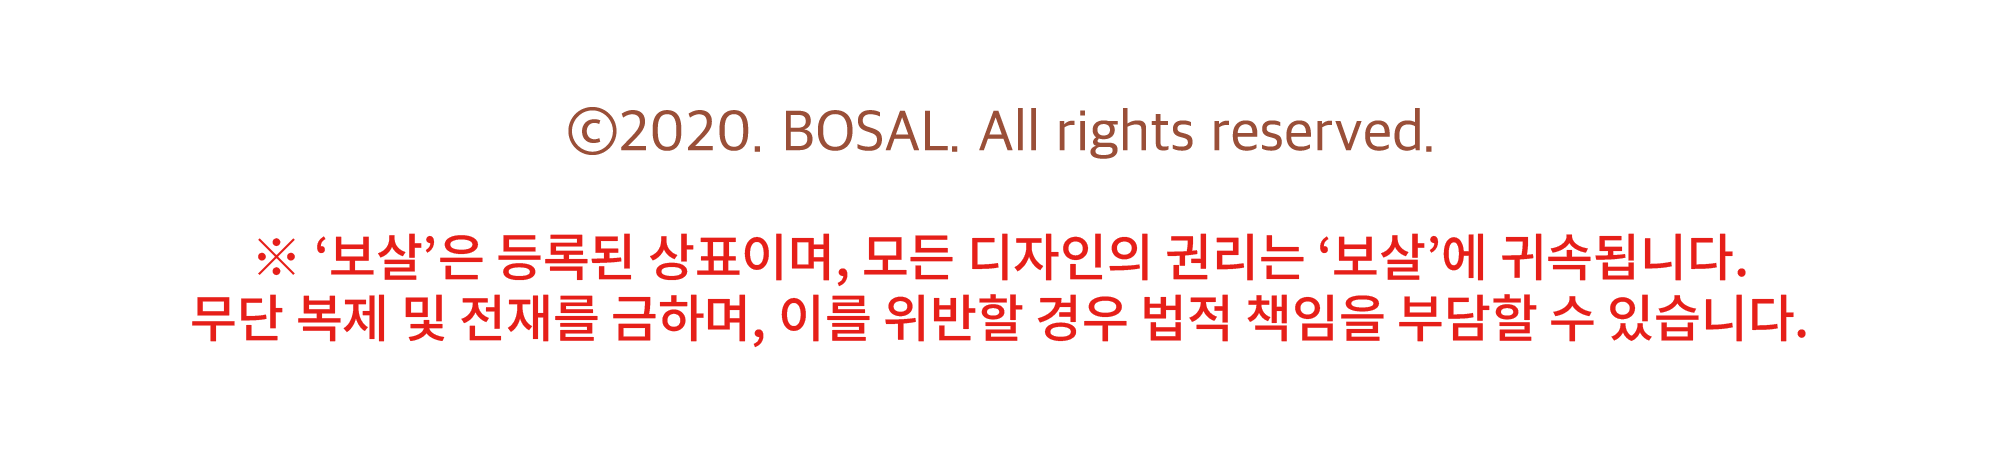 ©2020. BOSAL. All rights reserved.
※ ‘보살’은 등록된 상표이며, 모든 디자인의 권리는 ‘보살’에 귀속됩니다.
무단 복제 및 전재를 금하며, 이를 위반할 경우 법적 책임을 부담할 수 있습니다.